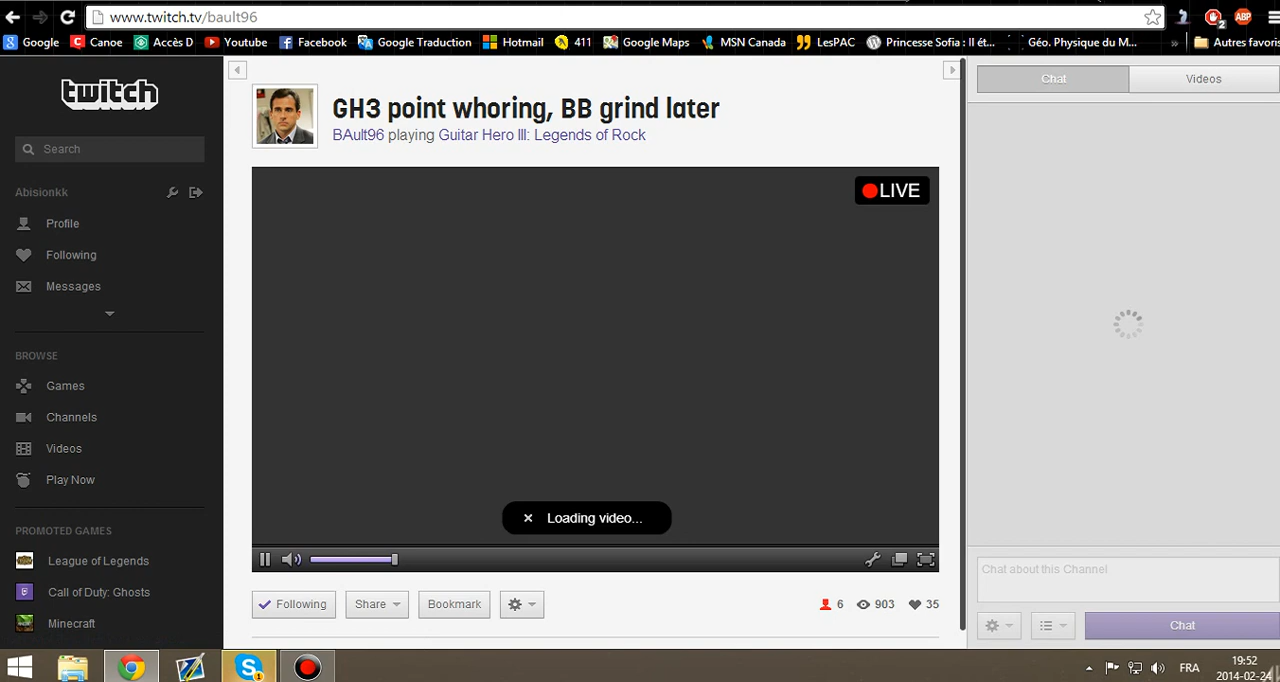 www.twitch.tv/bault96
Google Canoe Accès D Youtube Facebook Google Traduction Hotmail 411 Google Maps MSN Canada LesPAC Princesse Sofia : Il ét... Géo. Physique du M... » Autres favoris
twitch
Search
Abisionkk
Profile
Following
Messages
BROWSE
Games
Channels
Videos
Play Now
PROMOTED GAMES
League of Legends
Call of Duty: Ghosts
Minecraft
GH3 point whoring, BB grind later
BAult96 playing Guitar Hero III: Legends of Rock
LIVE
Loading video...
Following Share Bookmark 6 903 35
Chat Videos
Chat about this Channel
Chat
FRA 19:52
2014-02-24